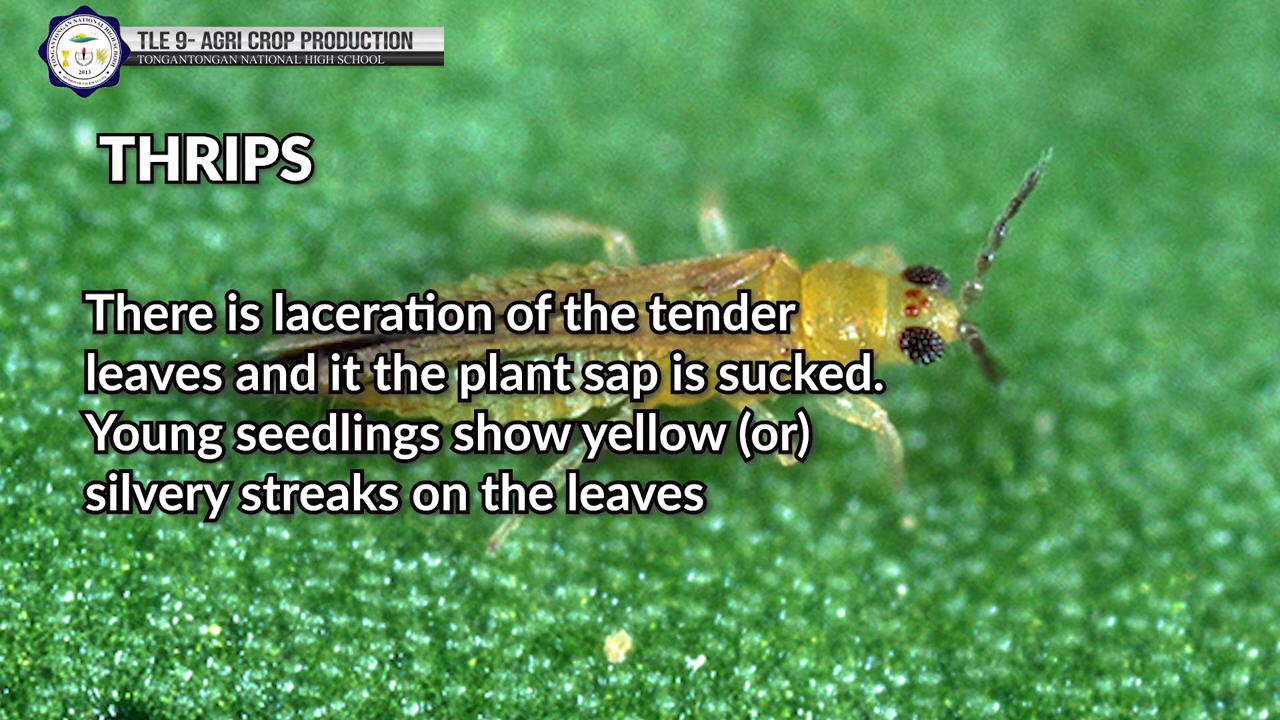 TLE 9- AGRI CROP PRODUCTION
TONGANTONGAN NATIONAL HIGH SCHOOL
2013
THRIPS
There is laceration of the tender
leaves and it the plant sap is sucked.
Young seedlings show yellow (or)
silvery streaks on the leaves